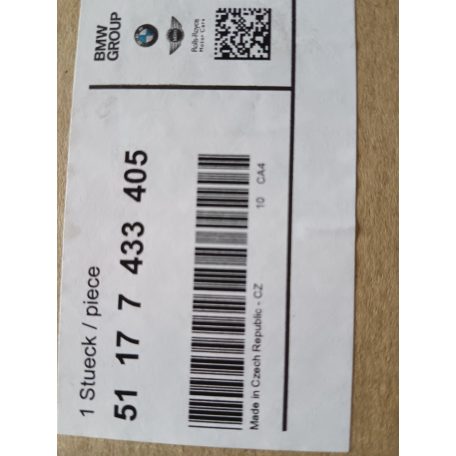 BMW
GROUP
Rolls-Royce
Motor Cars
1 Stueck / piece
51 17 7 433 405
Made in Czech Republic - CZ
10 CA4